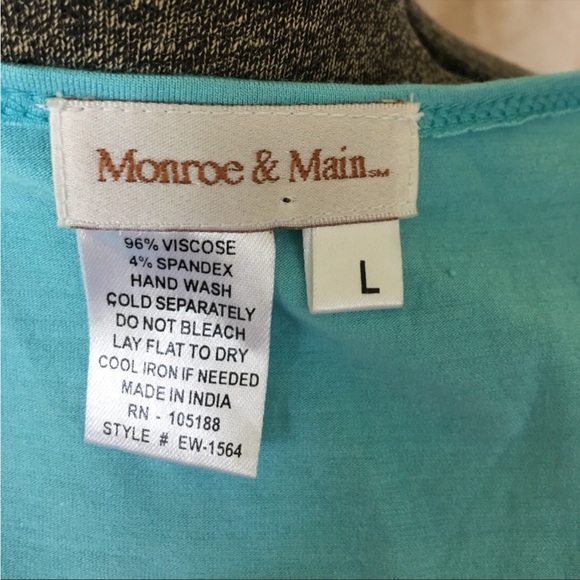 Monroe & Main SM
96% VISCOSE
4% SPANDEX
HAND WASH
COLD SEPARATELY
DO NOT BLEACH
LAY FLAT TO DRY
COOL IRON IF NEEDED
MADE IN INDIA
RN - 105188
STYLE # EW-1564
L